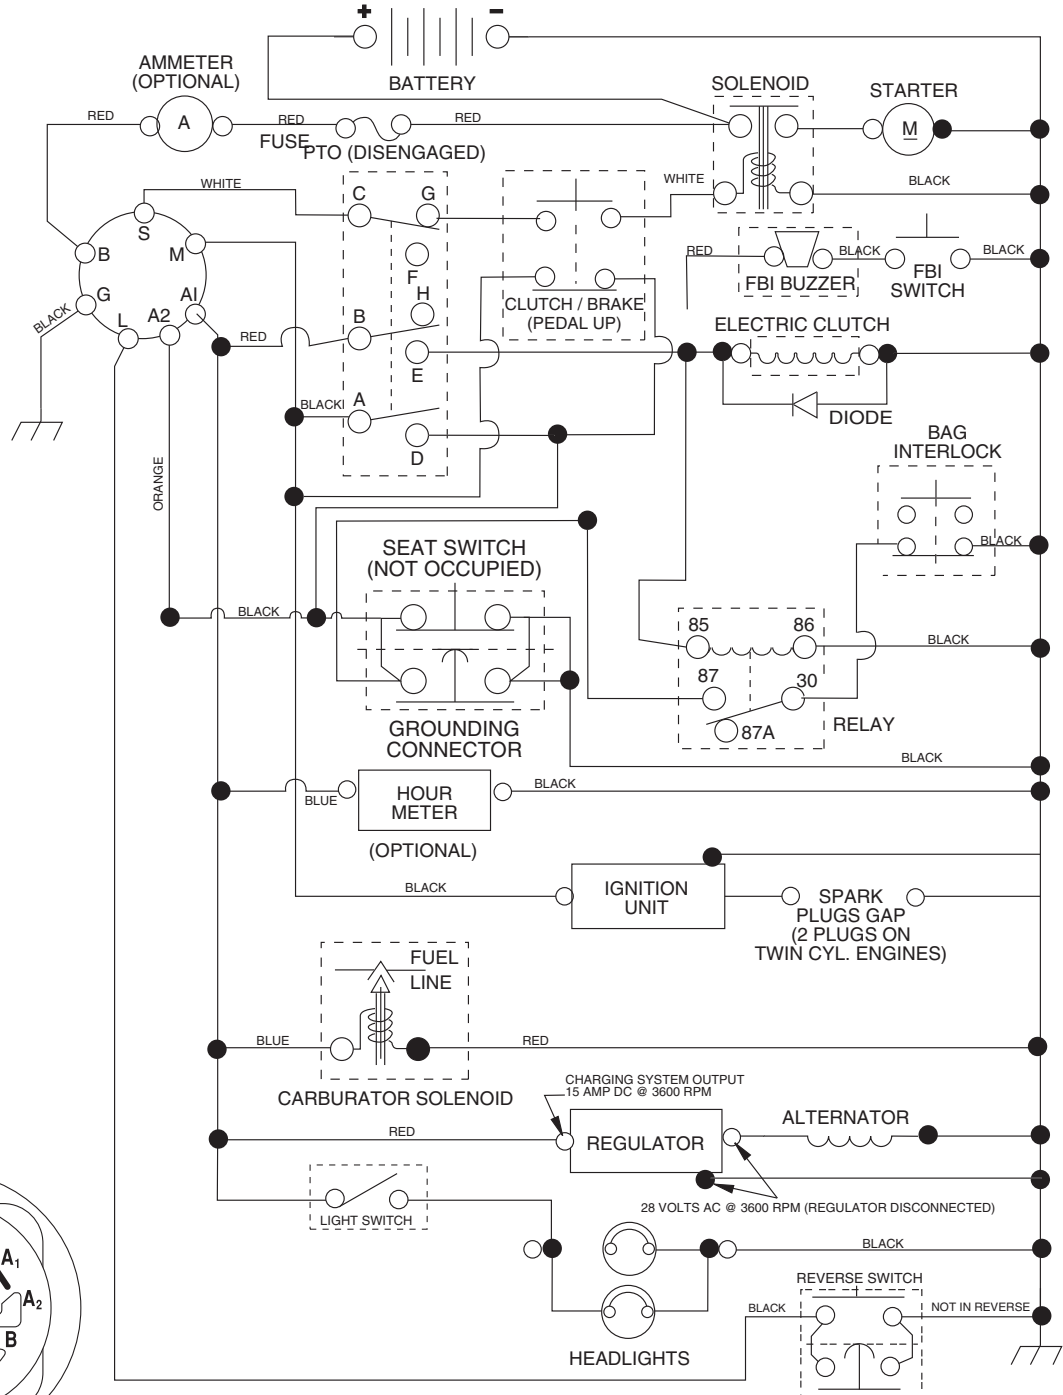 +
−
BATTERY
AMMETER
(OPTIONAL)
SOLENOID
STARTER
RED
A
RED
FUSE
RED
M
PTO (DISENGAGED)
WHITE
WHITE
BLACK
C
G
S
B
M
F
RED
BLACK
BLACK
FBI BUZZER
FBI
SWITCH
G
BLACK
L
A2
A1
H
CLUTCH / BRAKE
(PEDAL UP)
RED
B
E
ELECTRIC CLUTCH
DIODE
BLACK
A
D
ORANGE
BAG
INTERLOCK
BLACK
SEAT SWITCH
(NOT OCCUPIED)
BLACK
85
86
BLACK
87
30
87A
RELAY
GROUNDING
CONNECTOR
BLACK
BLUE
HOUR
METER
BLACK
(OPTIONAL)
BLACK
IGNITION
UNIT
SPARK
PLUGS GAP
(2 PLUGS ON
TWIN CYL. ENGINES)
FUEL
LINE
BLUE
RED
CARBURATOR SOLENOID
CHARGING SYSTEM OUTPUT
15 AMP DC @ 3600 RPM
RED
REGULATOR
ALTERNATOR
28 VOLTS AC @ 3600 RPM (REGULATOR DISCONNECTED)
LIGHT SWITCH
BLACK
HEADLIGHTS
REVERSE SWITCH
BLACK
NOT IN REVERSE
A1
A2
B